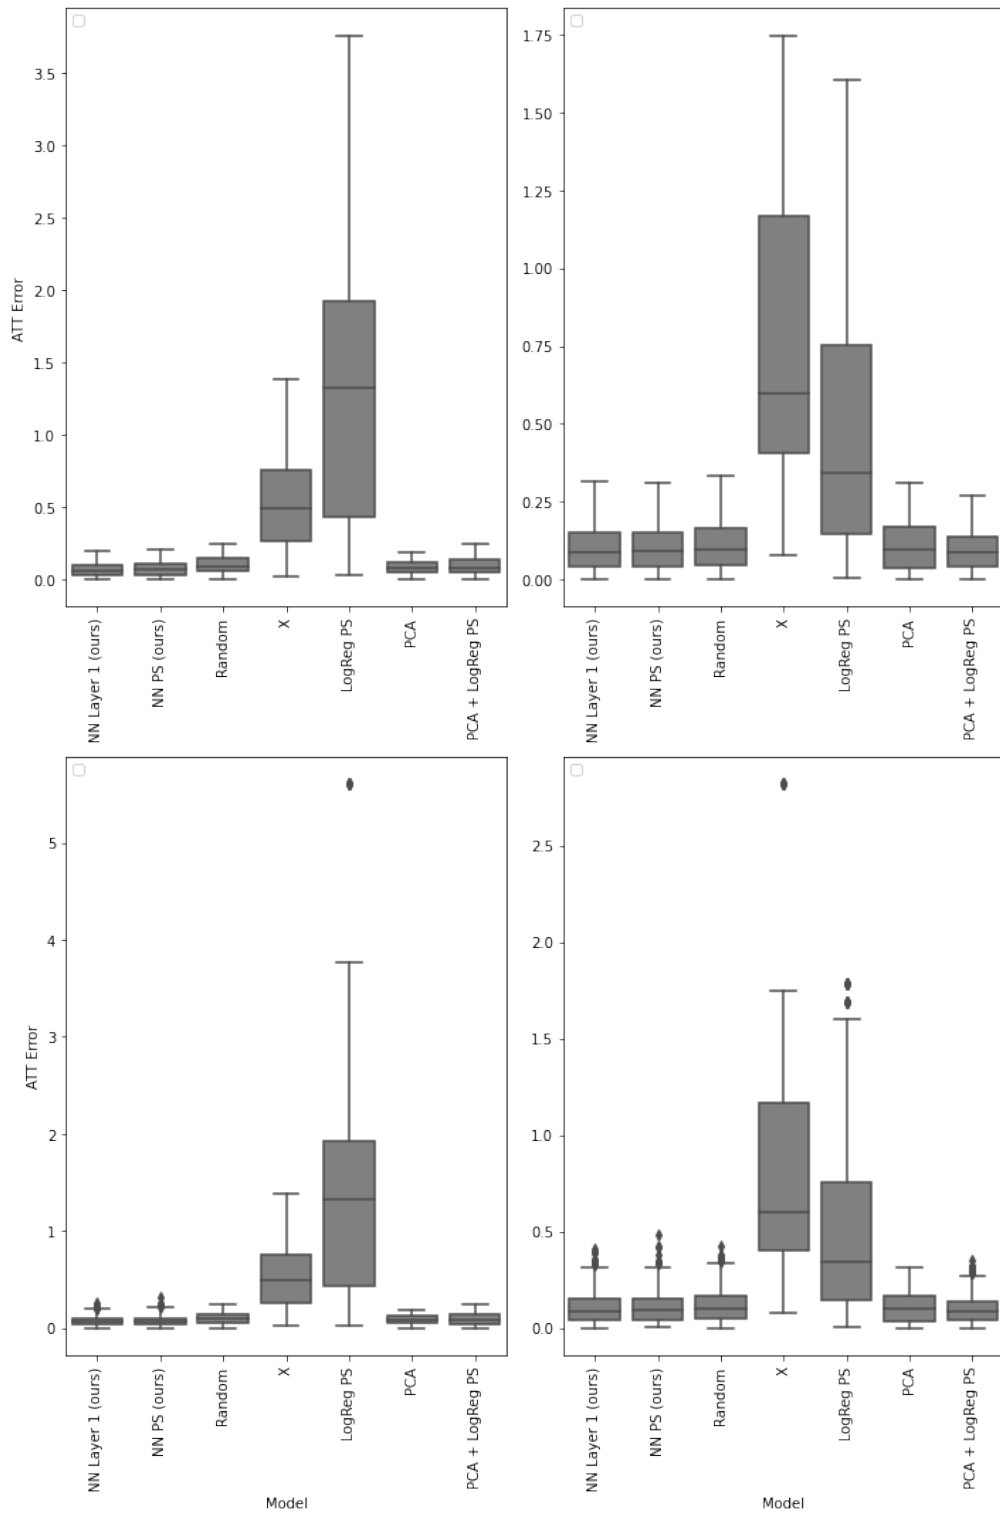 3.5
3.0
2.5
2.0
1.5
1.0
0.5
0.0
ATT Error
NN Layer 1 (ours)
NN PS (ours)
Random
X
LogReg PS
PCA
PCA + LogReg PS
1.75
1.50
1.25
1.00
0.75
0.50
0.25
0.00
NN Layer 1 (ours)
NN PS (ours)
Random
X
LogReg PS
PCA
PCA + LogReg PS
5
4
3
2
1
0
ATT Error
NN Layer 1 (ours)
NN PS (ours)
Random
X
LogReg PS
PCA
PCA + LogReg PS
Model
2.5
2.0
1.5
1.0
0.5
0.0
NN Layer 1 (ours)
NN PS (ours)
Random
X
LogReg PS
PCA
PCA + LogReg PS
Model